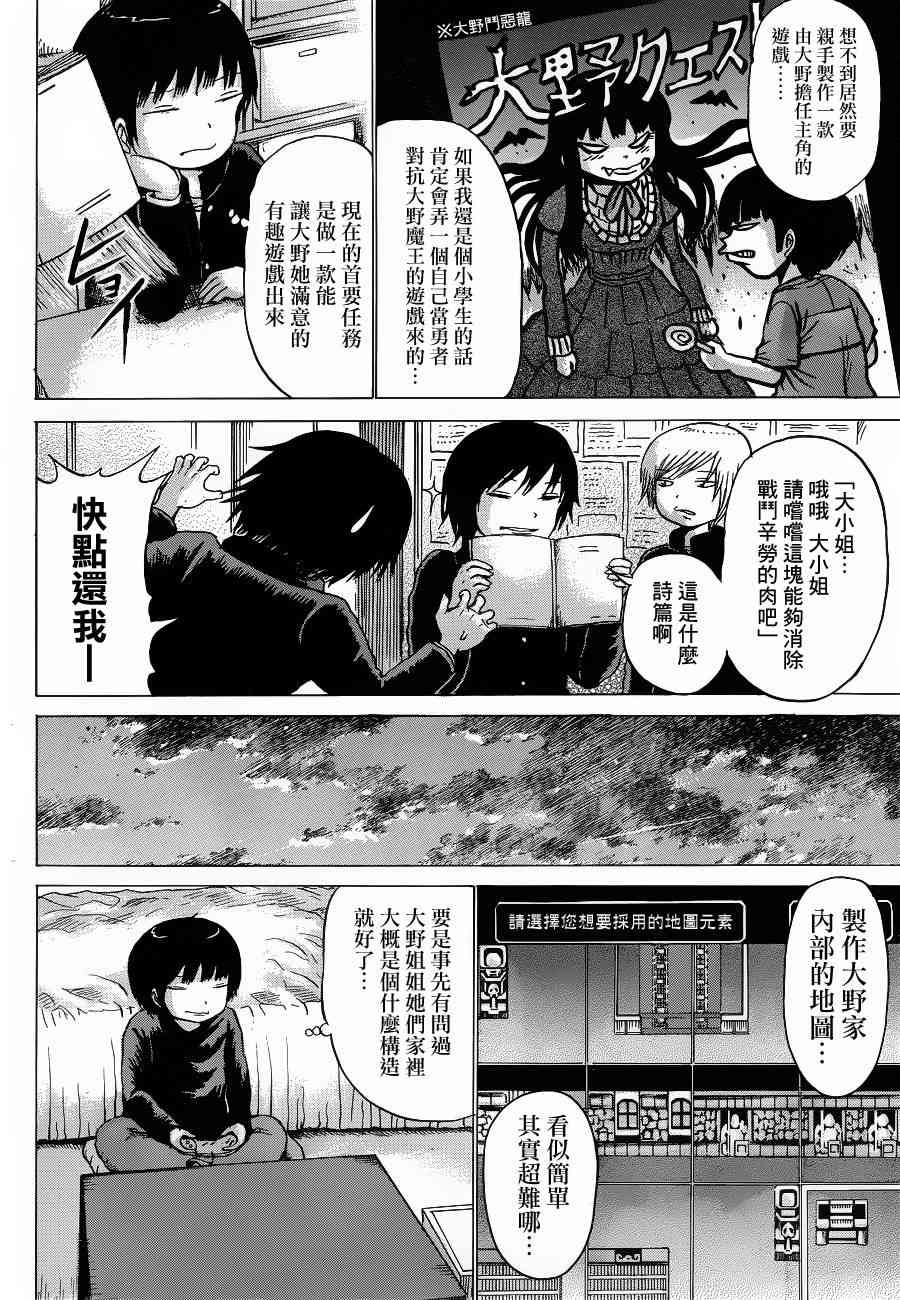 想不到居然要
親手製作一款
由大野擔任主角的
遊戲……
※大野鬥惡龍
大野クエスト
如果我還是個小學生的話
肯定會弄一個自己當勇者
對抗大野魔王的遊戲來的…
現在的首要任務
是做一款能
讓大野她滿意的
有趣遊戲出來
「大小姐…
哦哦 大小姐
請嚐嚐這塊能夠消除
戰鬥辛勞的肉吧」
這是什麼
詩篇啊
快點還我ー
製作大野家
內部的地圖…
請選擇您想要採用的地圖元素
看似簡單
其實超難哪…
要是事先有問過
大野姐姐她們家裡
大概是個什麼構造
就好了…